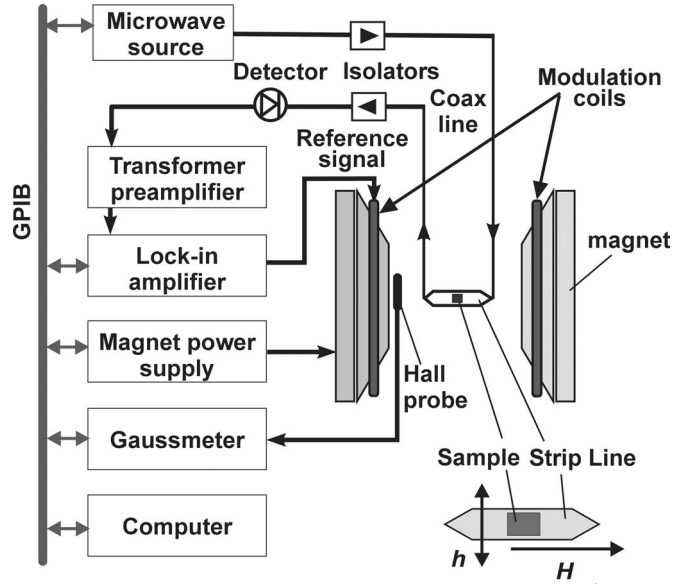 Microwave
source
Detector
Isolators
Coax
line
Modulation
coils
Reference
signal
Transformer
preamplifier
GPIB
Lock-in
amplifier
magnet
Magnet power
supply
Hall
probe
Gaussmeter
Sample
Strip Line
Computer
h
H